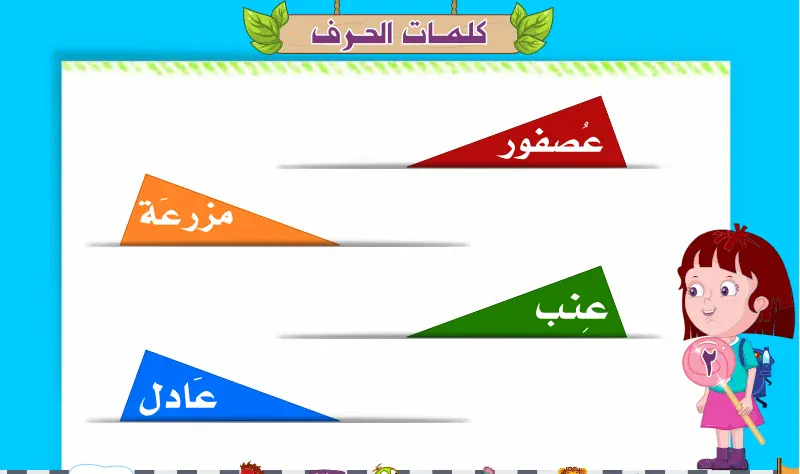 كلمات الحرف
عُصفور
مزرعَة
عِنب
عَادل
٢